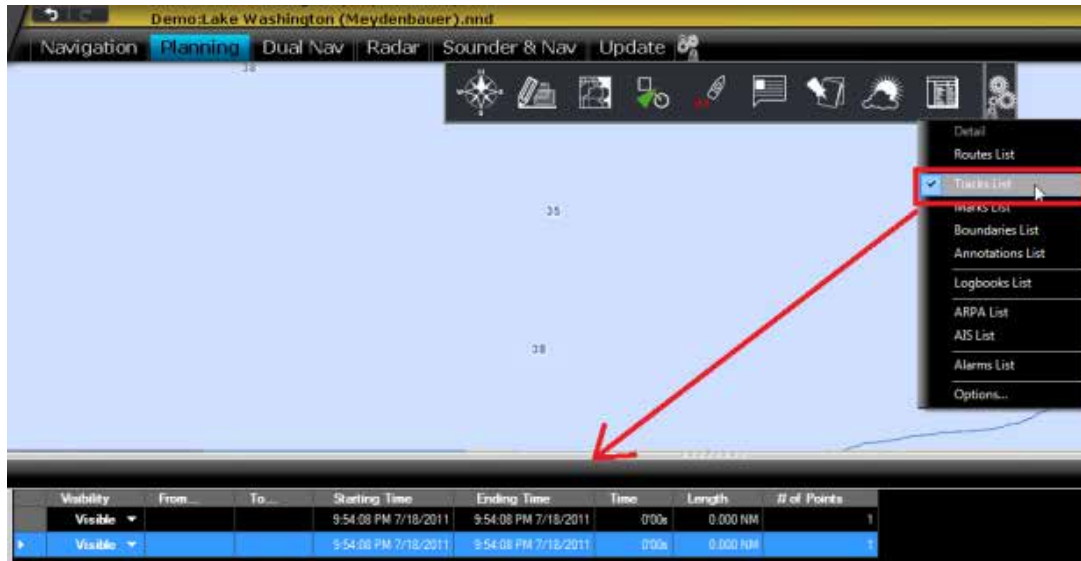 Demo:Lake Washington (Meydenbauer).nnd
Navigation Planning Dual Nav Radar Sounder & Nav Update
38
35
38
Detail
Routes List
Tracks List
Marks List
Boundaries List
Annotations List
Logbooks List
ARPA List
AIS List
Alarms List
Options...
Visibility From... To... Starting Time Ending Time Time Length # of Points
Visible 9:54:08 PM 7/18/2011 9:54:08 PM 7/18/2011 0'00s 0.000 NM 1
Visible 9:54:08 PM 7/18/2011 9:54:08 PM 7/18/2011 0'00s 0.000 NM 1